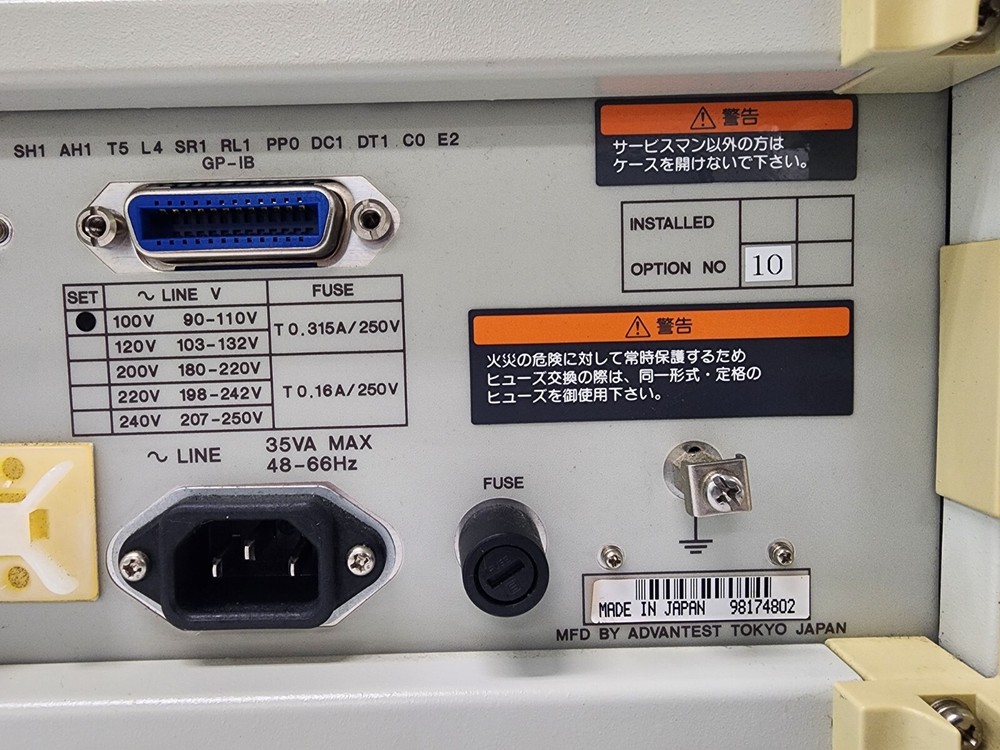 SH1 AH1 T5 L4 SR1 RL1 PP0 DC1 DT1 C0 E2
GP-IB
警告
サービスマン以外の方は
ケースを開けないで下さい。
INSTALLED
OPTION NO 10
SET ～ LINE V FUSE
100V 90-110V T 0.315A/250V
120V 103-132V
200V 180-220V T 0.16A/250V
220V 198-242V
240V 207-250V
警告
火災の危険に対して常時保護するため
ヒューズ交換の際は、同一形式・定格の
ヒューズを御使用下さい。
～ LINE 35VA MAX
48-66Hz
FUSE
MADE IN JAPAN 98174802
MFD BY ADVANTEST TOKYO JAPAN